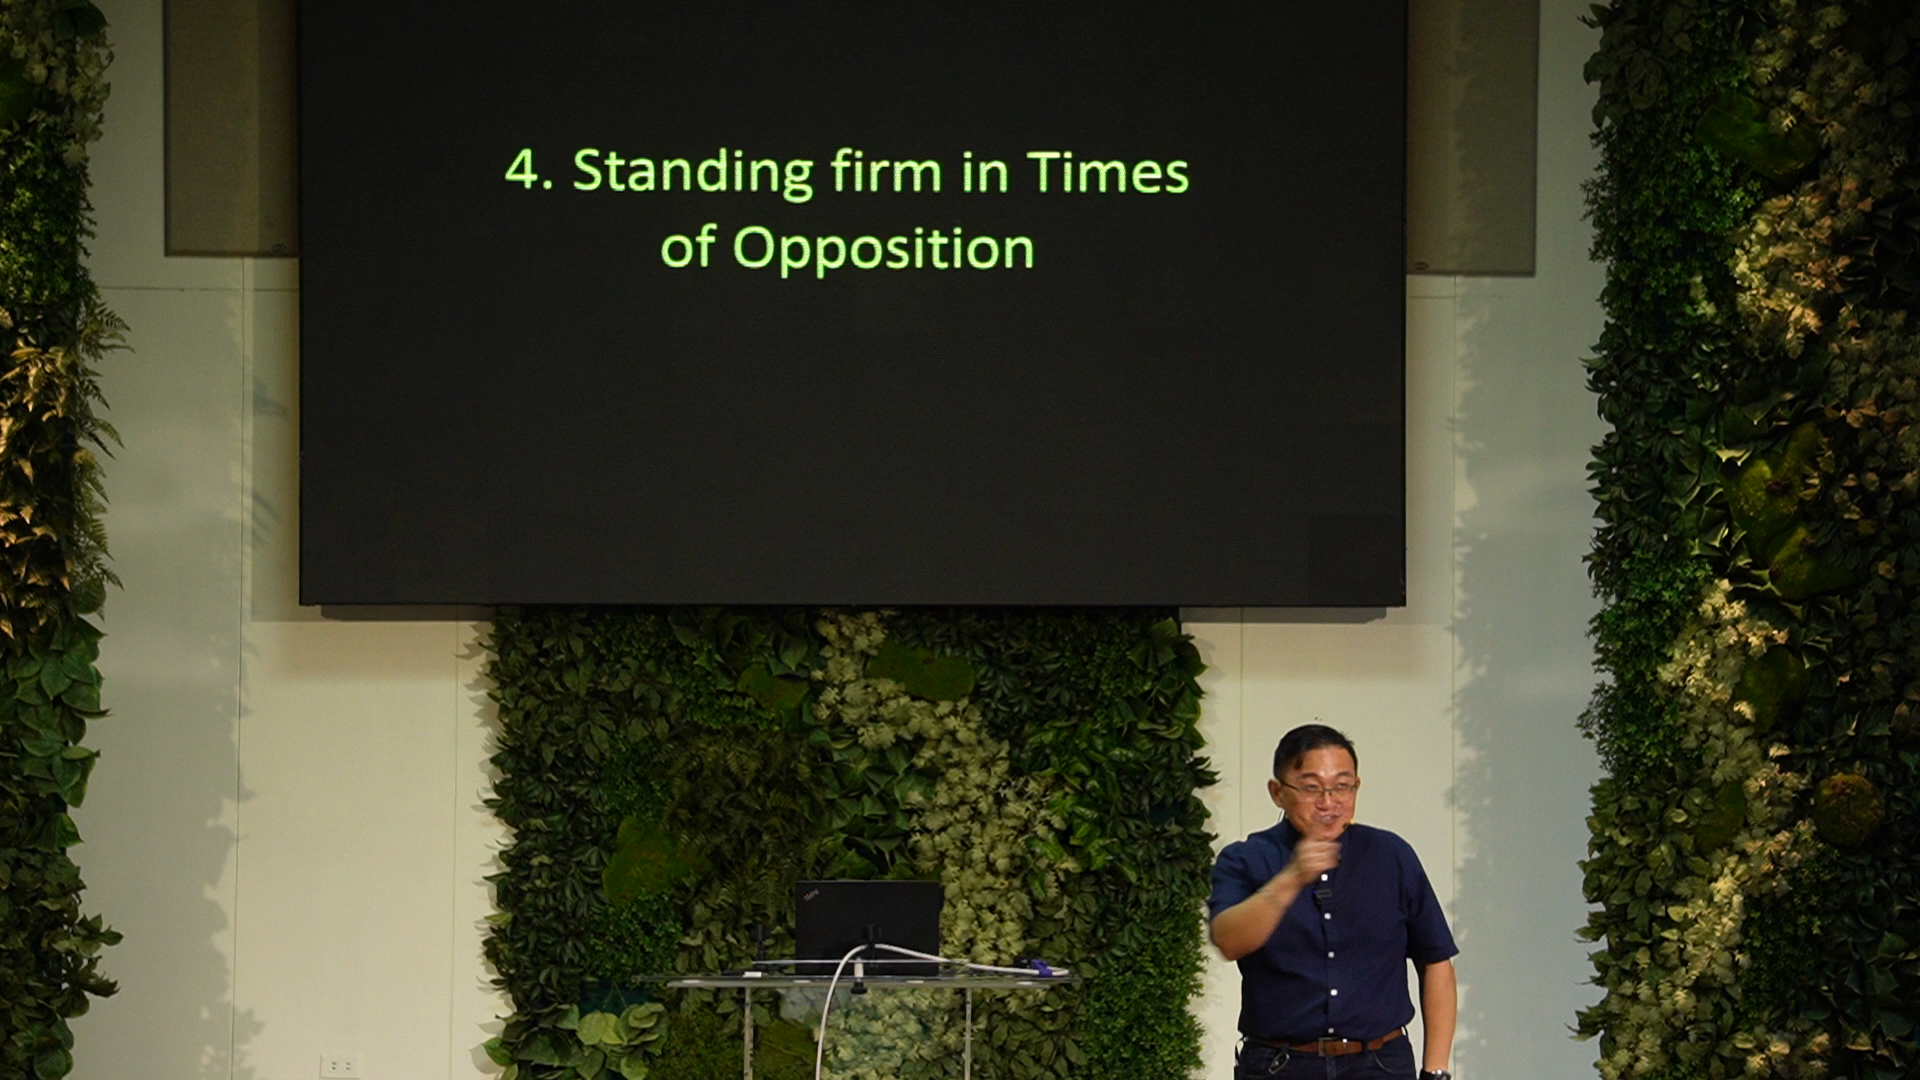 4. Standing firm in Times
of Opposition